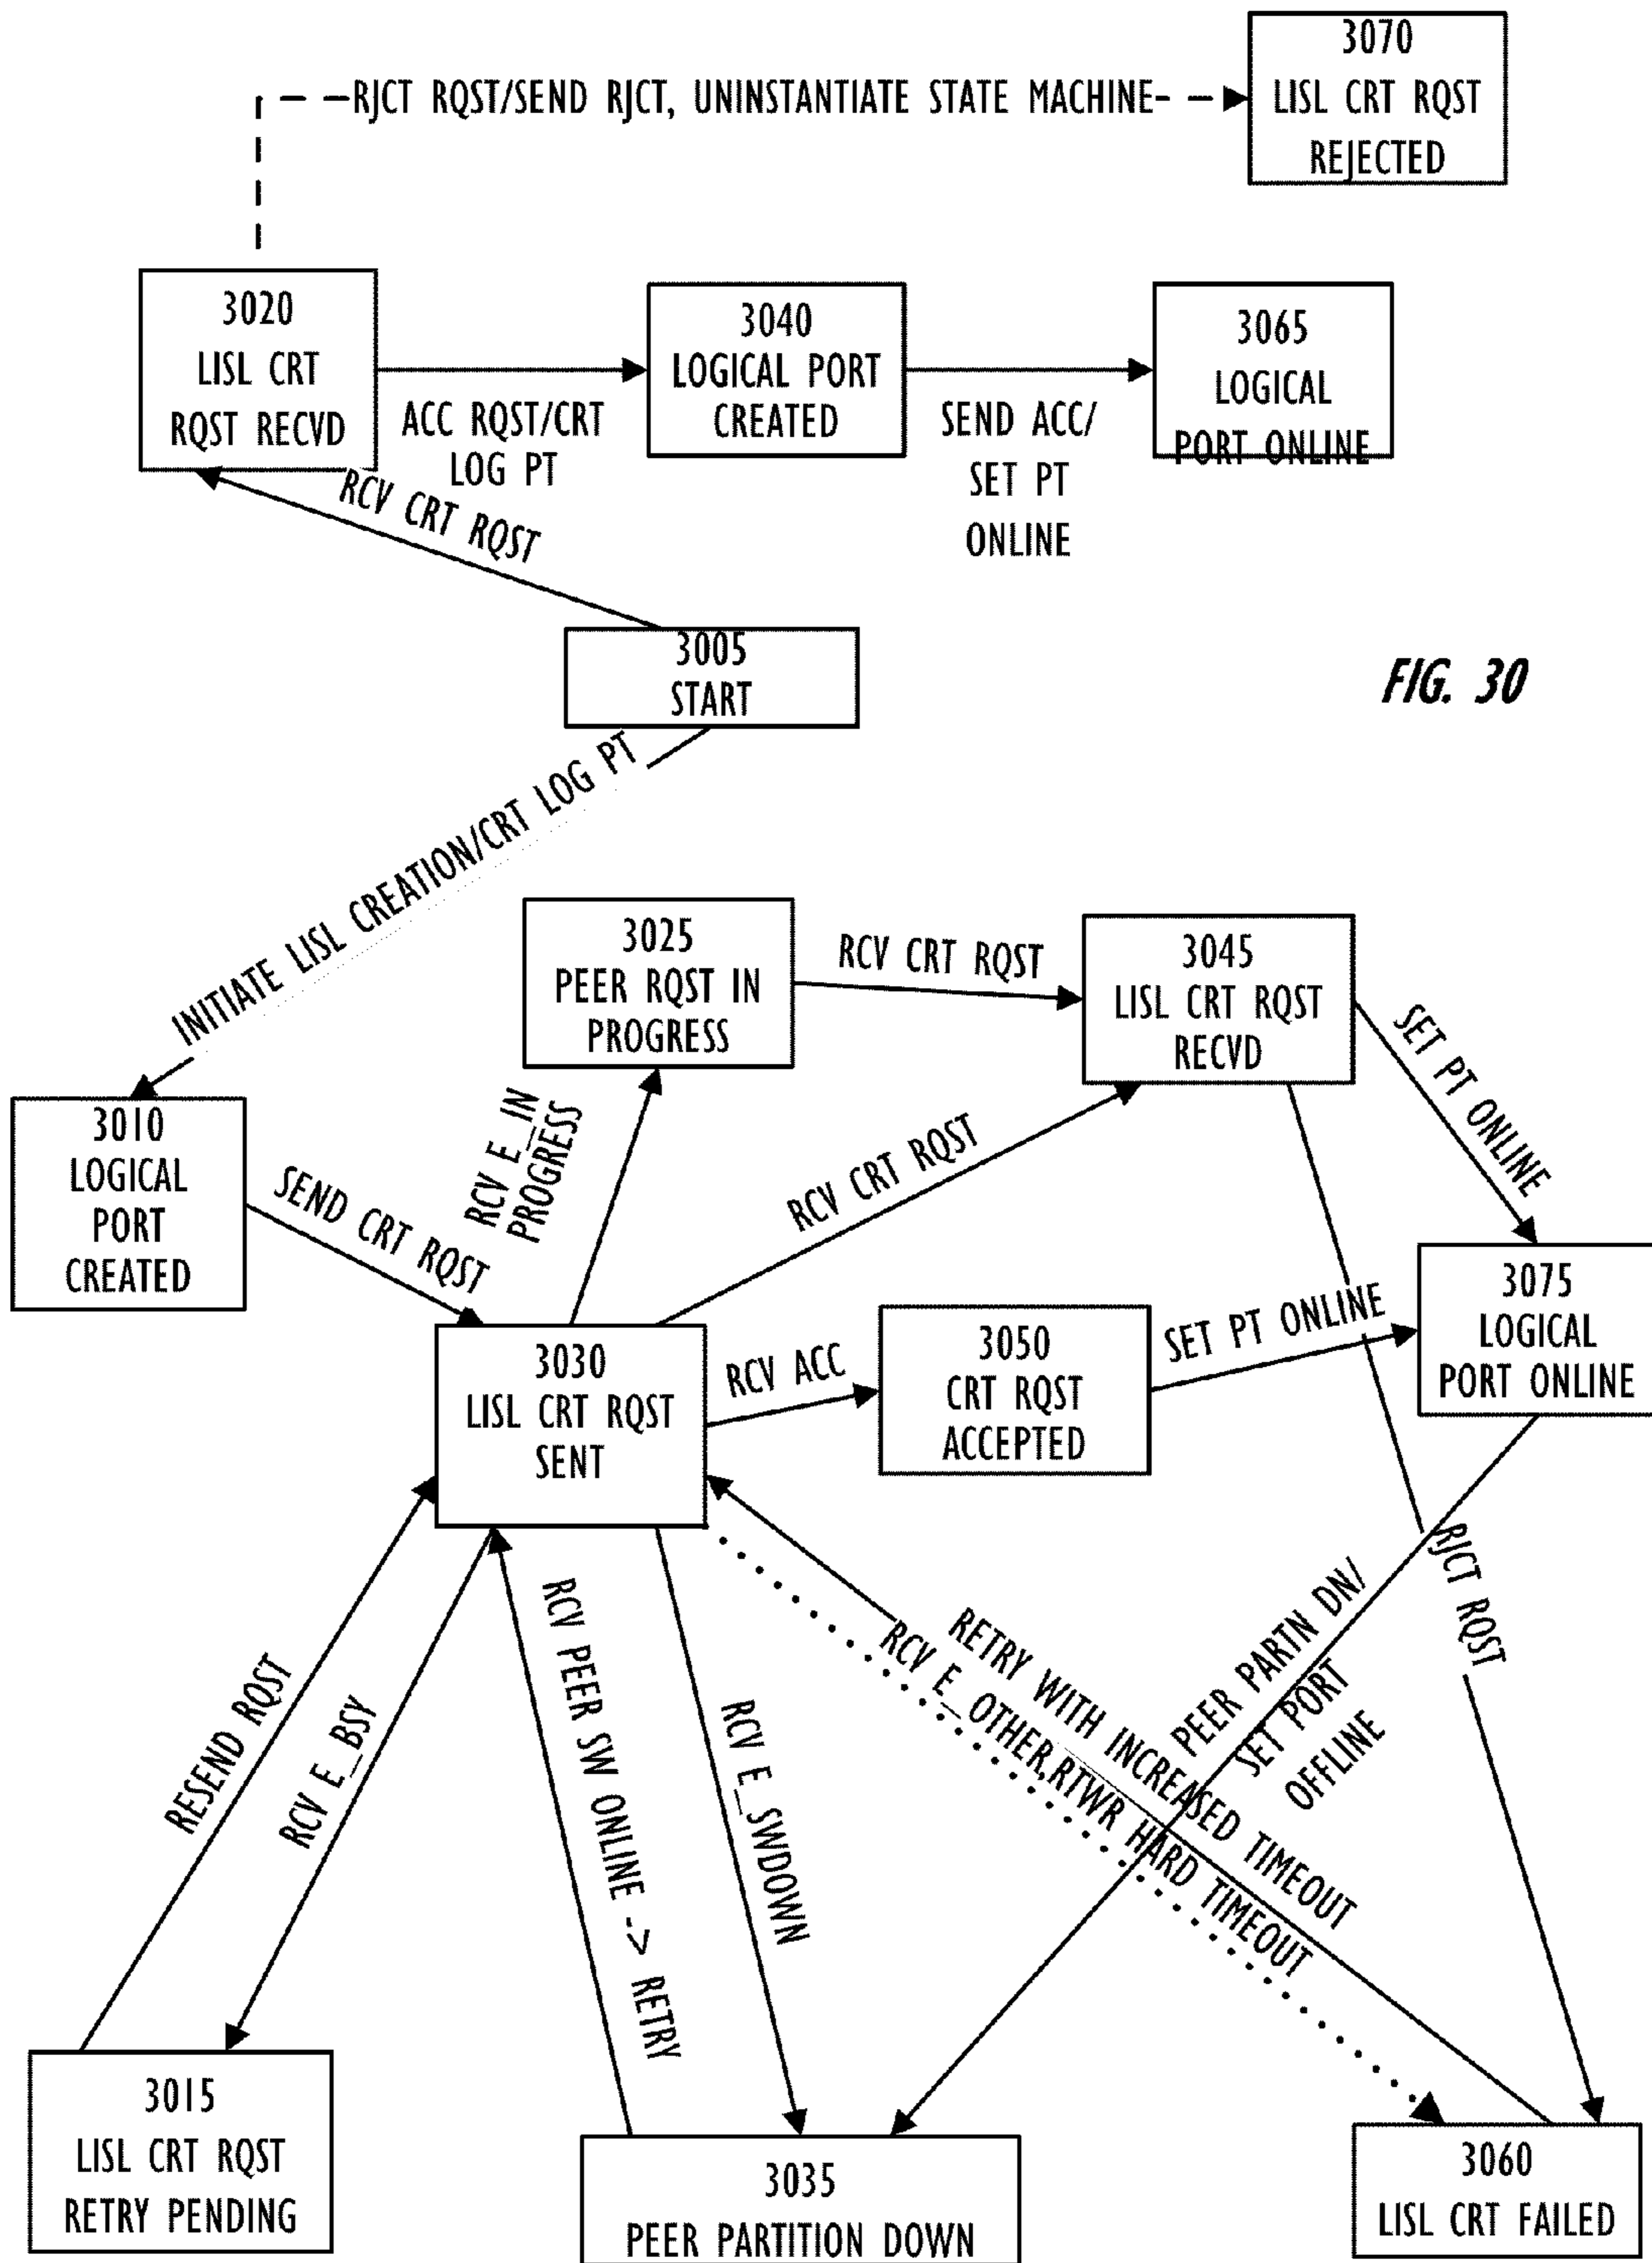 3070
LISL CRT RQST
REJECTED
RJCT RQST/SEND RJCT, UNINSTANTIATE STATE MACHINE
3020
LISL CRT
RQST RECVD
ACC RQST/CRT
LOG PT
3040
LOGICAL PORT
CREATED
SEND ACC/
SET PT
ONLINE
3065
LOGICAL
PORT ONLINE
RCV CRT RQST
3005
START
FIG. 30
INITIATE LISL CREATION/CRT LOG PT
3025
PEER RQST IN
PROGRESS
RCV CRT RQST
3045
LISL CRT RQST
RECVD
SET PT ONLINE
3010
LOGICAL
PORT
CREATED
SEND CRT RQST
RCV E_IN
PROGRESS
RCV CRT RQST
3030
LISL CRT RQST
SENT
RCV ACC
3050
CRT RQST
ACCEPTED
SET PT ONLINE
3075
LOGICAL
PORT ONLINE
RESEND RQST
RCV E_BSY
RCV PEER SW ONLINE -> RETRY
RCV E_SWDOWN
RETRY WITH INCREASED TIMEOUT
RCV E_OTHER,RTWR HARD TIMEOUT
PEER PARTN DN/
SET PORT
OFFLINE
RJCT RQST
3015
LISL CRT RQST
RETRY PENDING
3035
PEER PARTITION DOWN
3060
LISL CRT FAILED